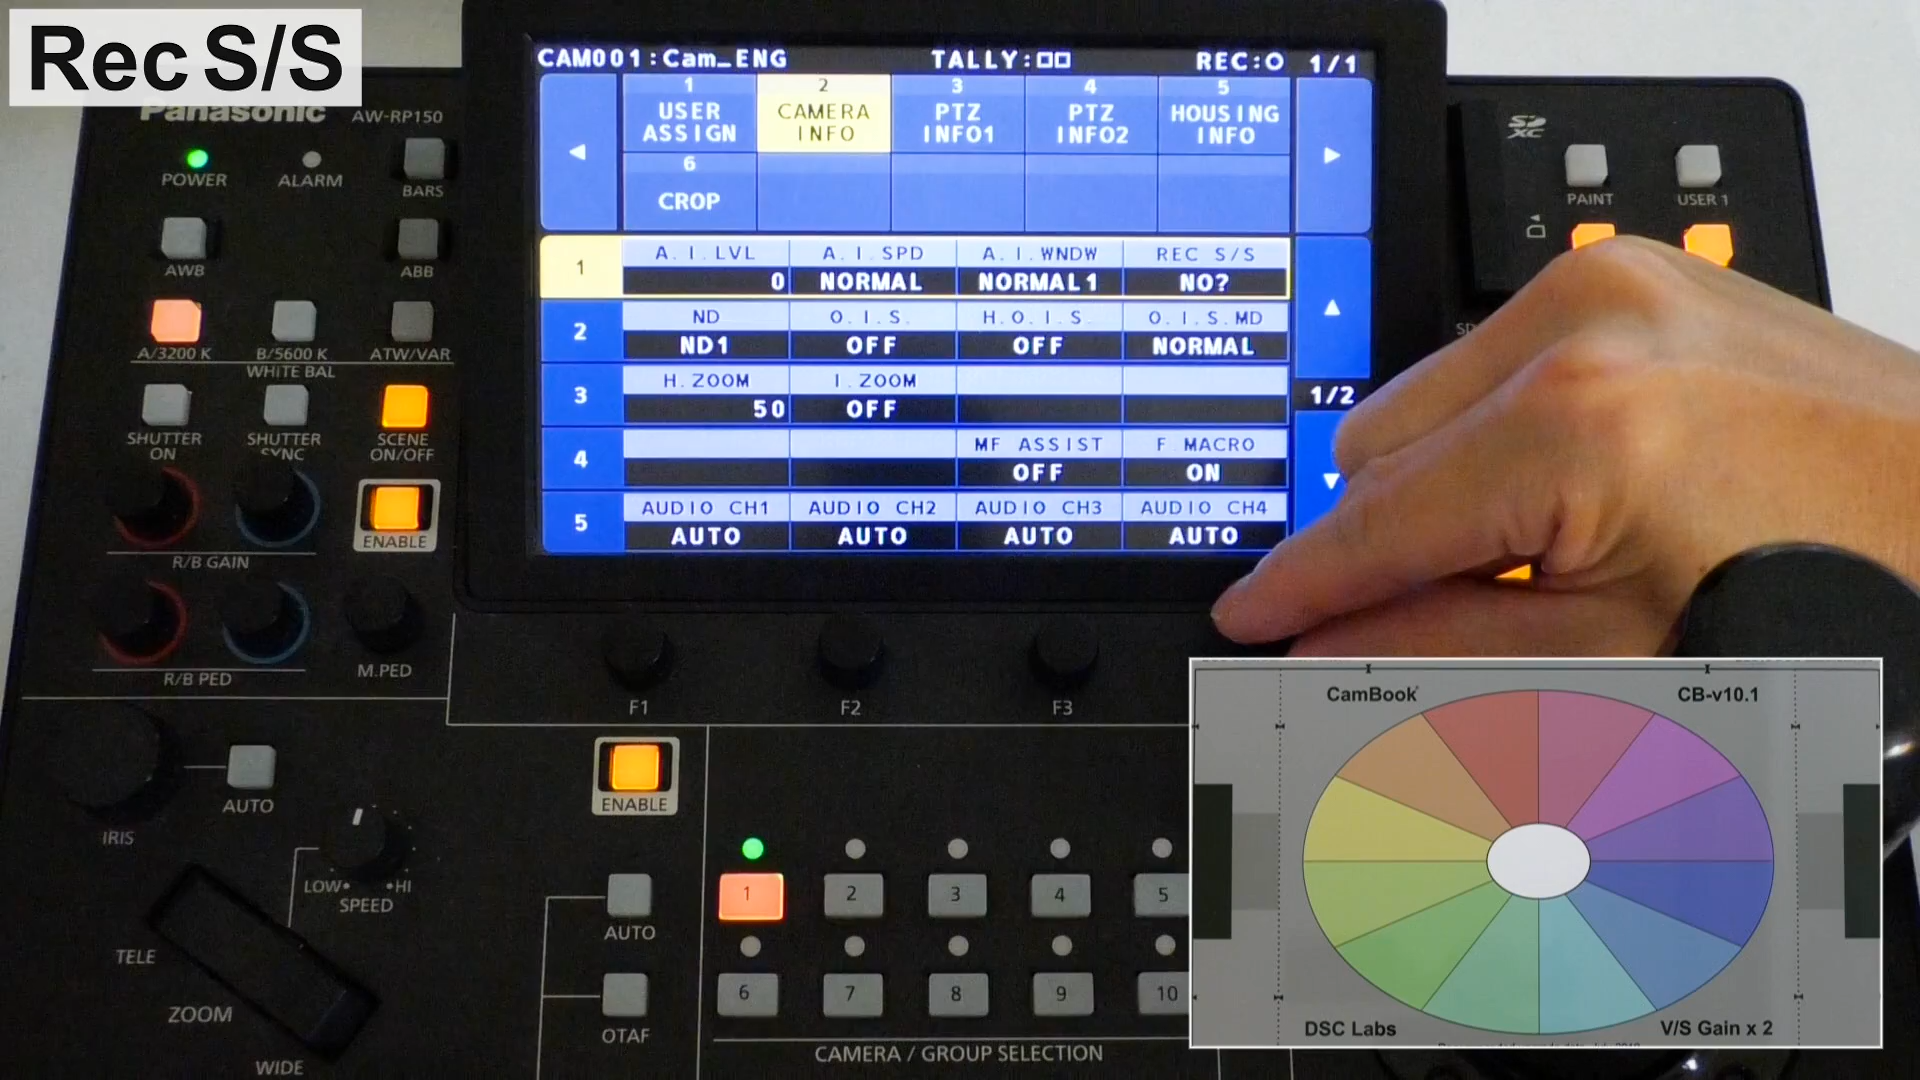 Rec S/S
Panasonic AW-RP150
POWER ALARM BARS
AWB ABB
A/3200 K B/5600 K ATW/VAR
WHITE BAL
SHUTTER ON SHUTTER SYNC SCENE ON/OFF
R/B GAIN ENABLE
R/B PED M.PED
CAM001:Cam_ENG TALLY:□□ REC:○ 1/1
1 USER ASSIGN
2 CAMERA INFO
3 PTZ INFO1
4 PTZ INFO2
5 HOUSING INFO
6 CROP
1 A.I.LVL A.I.SPD A.I.WNDW REC S/S
0 NORMAL NORMAL1 NO?
2 ND O.I.S. H.O.I.S. O.I.S.MD
ND1 OFF OFF NORMAL
1/2
3 H.ZOOM I.ZOOM
50 OFF
4 MF ASSIST F.MACRO
OFF ON
5 AUDIO CH1 AUDIO CH2 AUDIO CH3 AUDIO CH4
AUTO AUTO AUTO AUTO
SD XC
PAINT USER 1
F1 F2 F3
IRIS AUTO
LOW HI
SPEED
TELE
ZOOM
WIDE
ENABLE
AUTO
OTAF
1 2 3 4 5
6 7 8 9 10
CAMERA / GROUP SELECTION
CamBook CB-v10.1
DSC Labs V/S Gain x 2